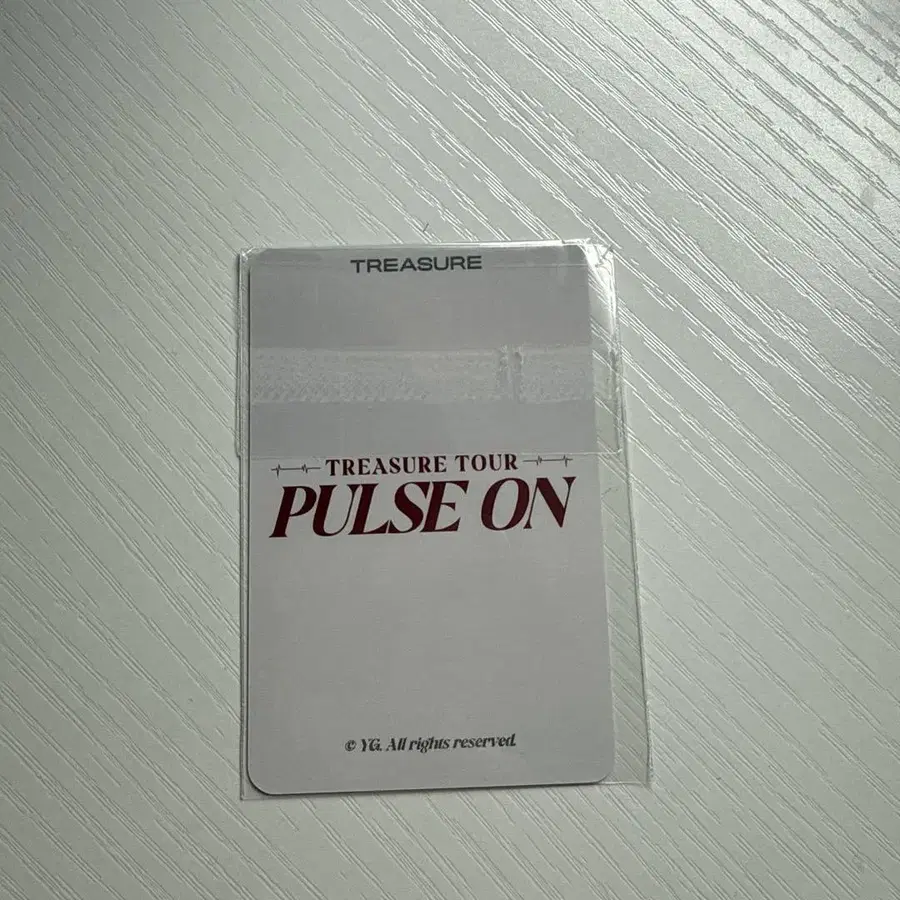 TREASURE
TREASURE TOUR
PULSE ON
© YG. All rights reserved.